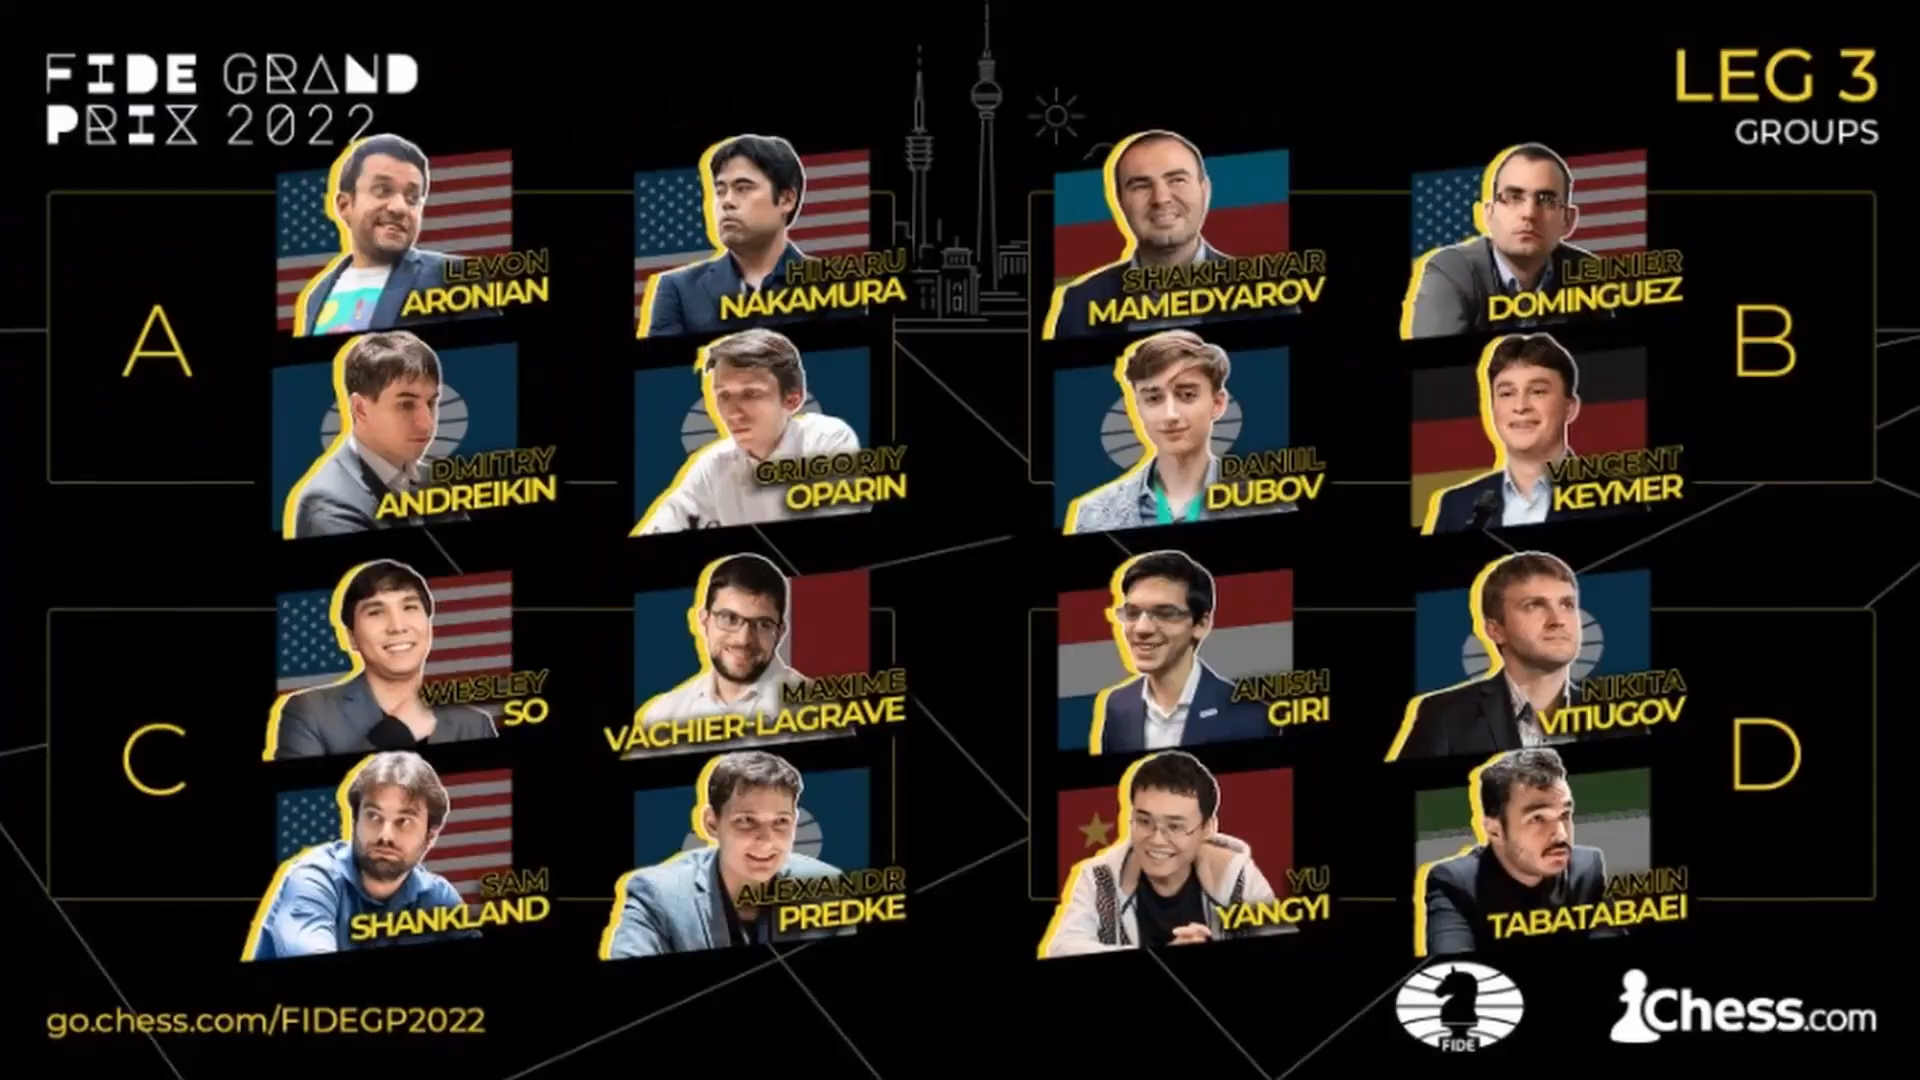 FIDE GRAND
PRIX 2022
LEG 3
GROUPS
A
LEVON
ARONIAN
HIKARU
NAKAMURA
DMITRY
ANDREIKIN
GRIGORIY
OPARIN
B
SHAKHRIYAR
MAMEDYAROV
LEINIER
DOMINGUEZ
DANIIL
DUBOV
VINCENT
KEYMER
C
WESLEY
SO
MAXIME
VACHIER-LAGRAVE
SAM
SHANKLAND
ALEXANDR
PREDKE
D
ANISH
GIRI
NIKITA
VITIUGOV
YU
YANGYI
AMIN
TABATABAEI
go.chess.com/FIDEGP2022
FIDE
Chess.com